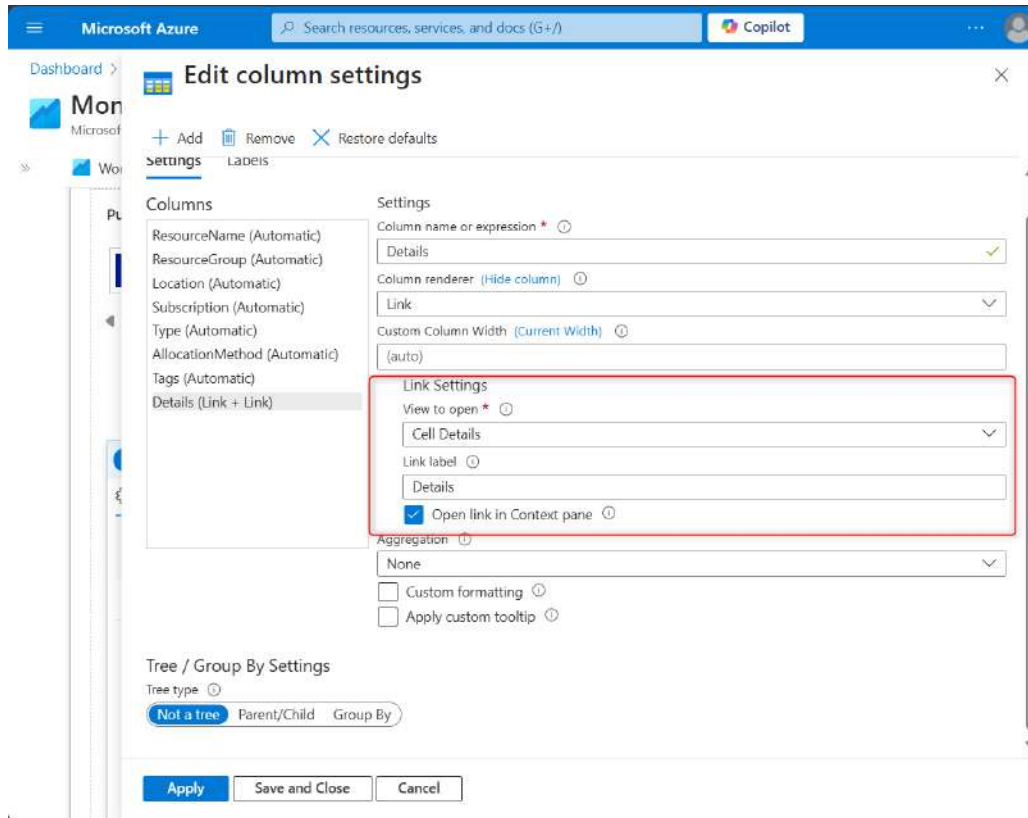 Microsoft Azure
Search resources, services, and docs (G+/)
Copilot
Dashboard >
Edit column settings
Mon
Microsof
Add
Remove
Restore defaults
Wo
Settings
Labels
Pu
Columns
ResourceName (Automatic)
ResourceGroup (Automatic)
Location (Automatic)
Subscription (Automatic)
Type (Automatic)
AllocationMethod (Automatic)
Tags (Automatic)
Details (Link + Link)
Settings
Column name or expression *
Details
Column renderer (Hide column)
Link
Custom Column Width (Current Width)
(auto)
Link Settings
View to open *
Cell Details
Link label
Details
Open link in Context pane
Aggregation
None
Custom formatting
Apply custom tooltip
Tree / Group By Settings
Tree type
Not a tree Parent/Child Group By
Apply
Save and Close
Cancel